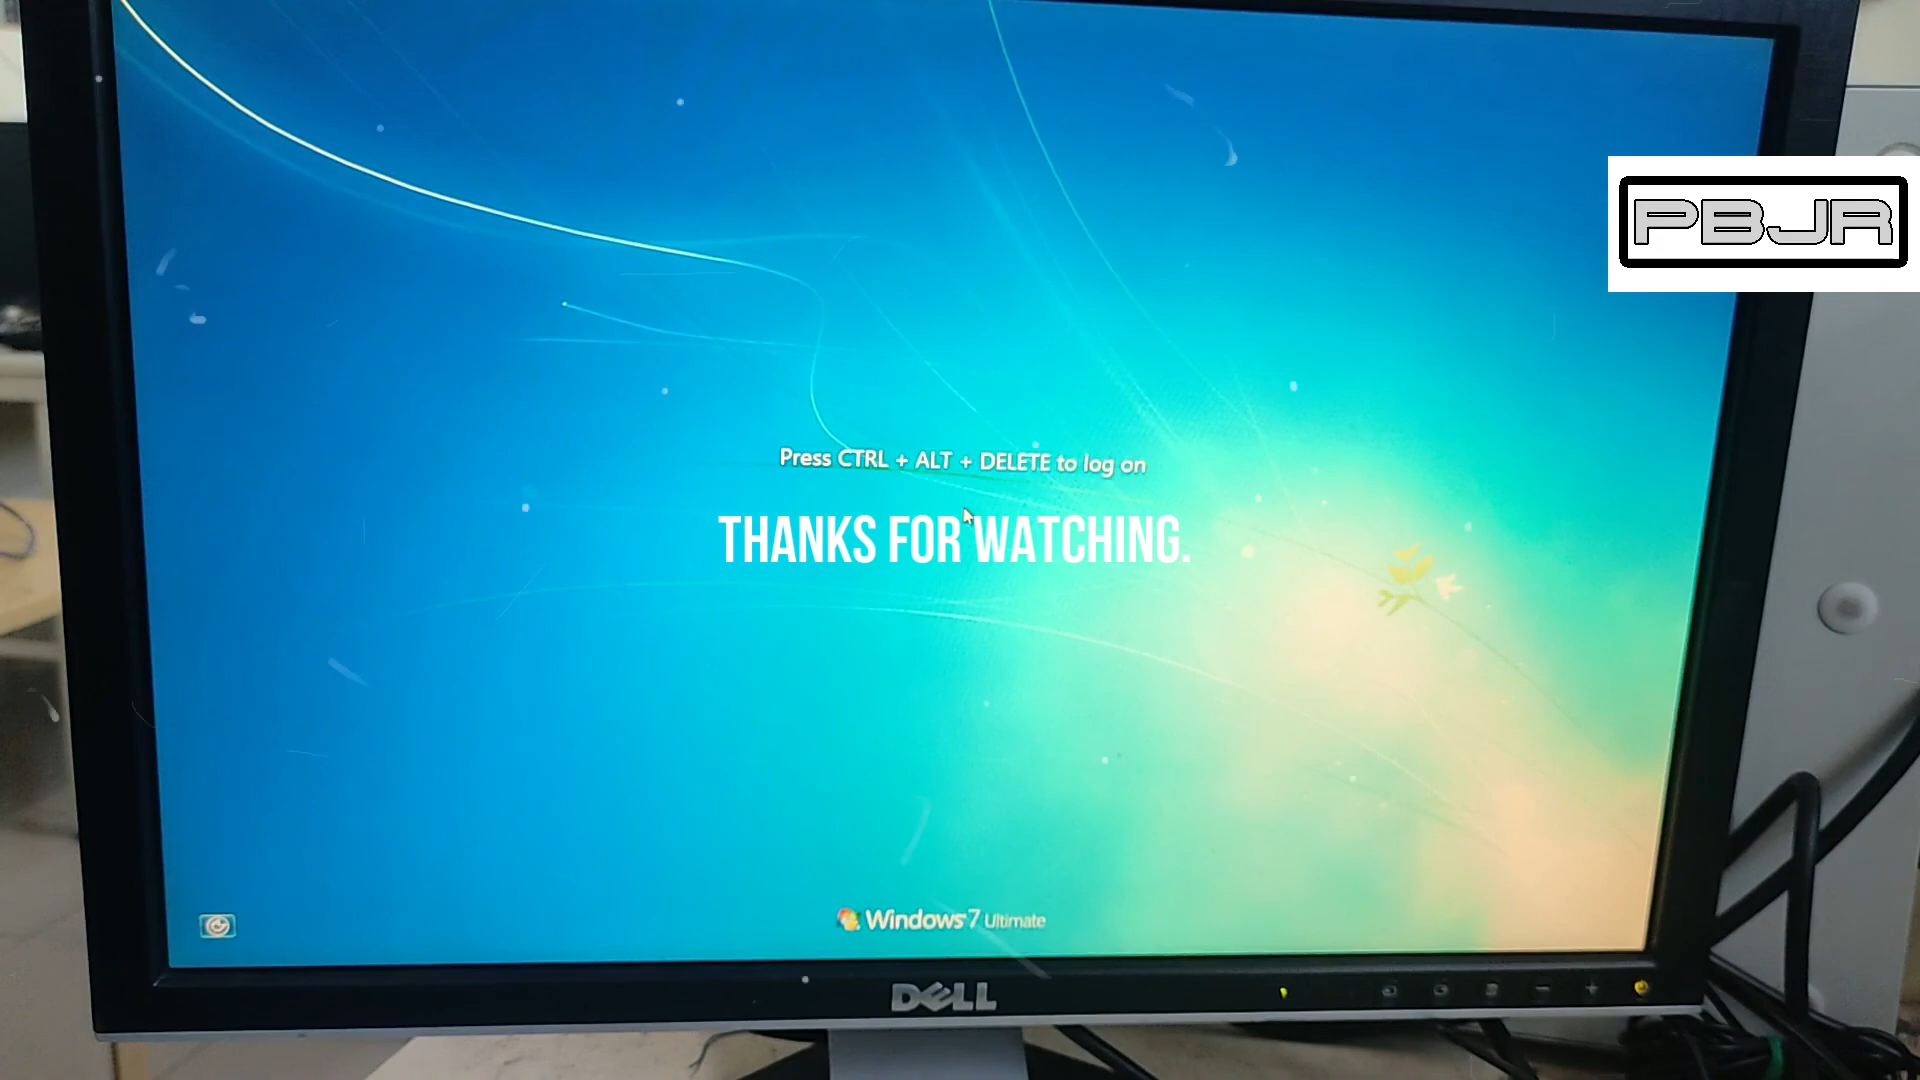 PBJR
Press CTRL + ALT + DELETE to log on
THANKS FOR WATCHING.
Windows 7 Ultimate
DELL